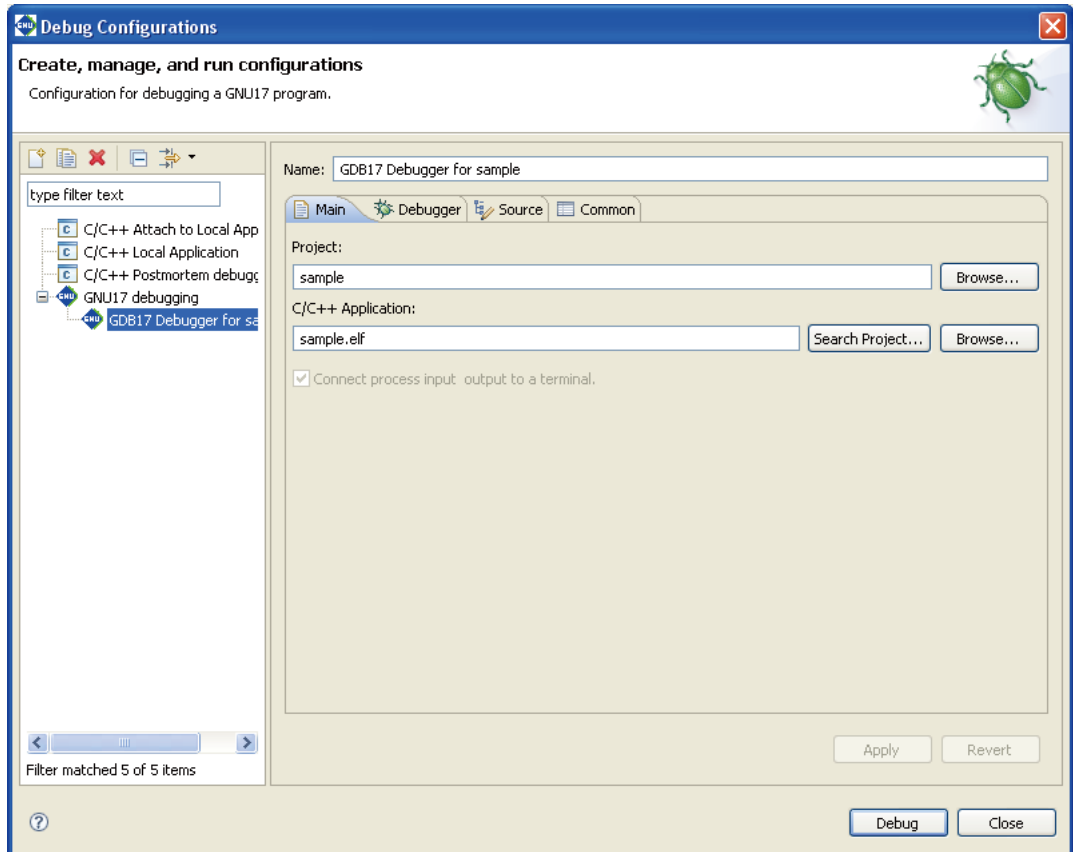 Debug Configurations
Create, manage, and run configurations
Configuration for debugging a GNU17 program.
type filter text
C/C++ Attach to Local App
C/C++ Local Application
C/C++ Postmortem debugg
GNU17 debugging
GDB17 Debugger for sa
Filter matched 5 of 5 items
Name: GDB17 Debugger for sample
Main Debugger Source Common
Project:
sample Browse...
C/C++ Application:
sample.elf Search Project... Browse...
Connect process input output to a terminal.
Apply Revert
Debug Close